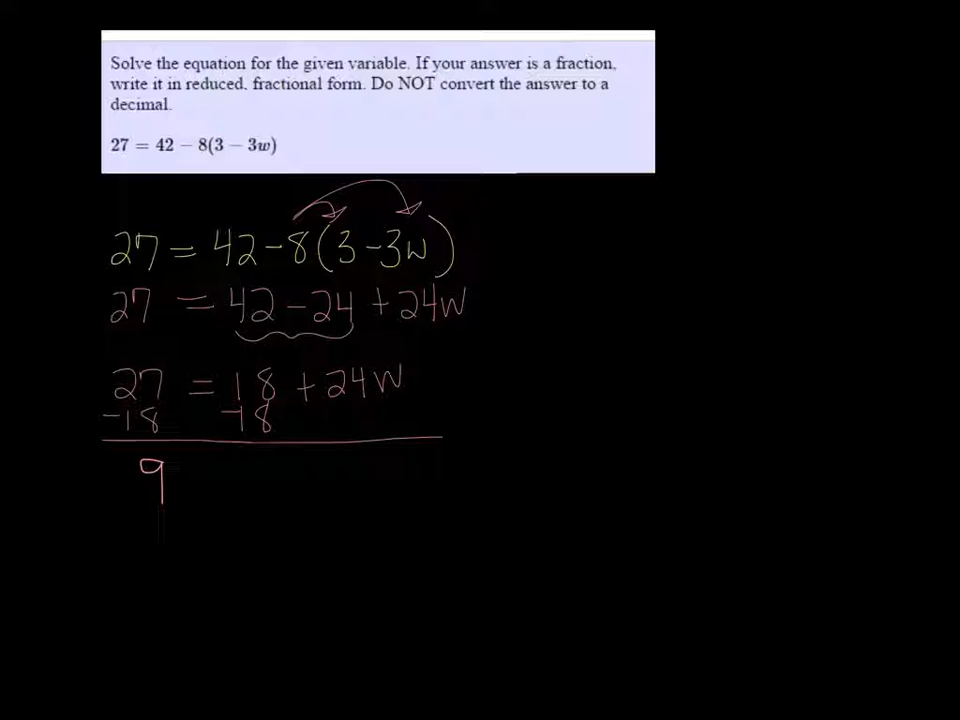 Solve the equation for the given variable. If your answer is a fraction,
write it in reduced, fractional form. Do NOT convert the answer to a
decimal.
27 = 42 − 8(3 − 3w)
27 = 42 - 8 (3 - 3w)
27 = 42 - 24 + 24w
27 = 18 + 24w
-18 -18
9